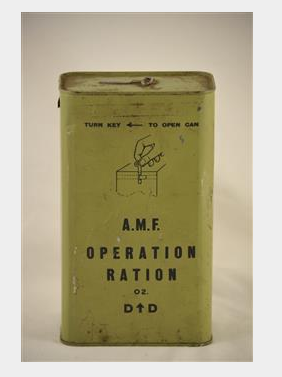 TURN KEY ← TO OPEN CAN
A.M.F.
OPERATION
RATION
OZ.
D↑D